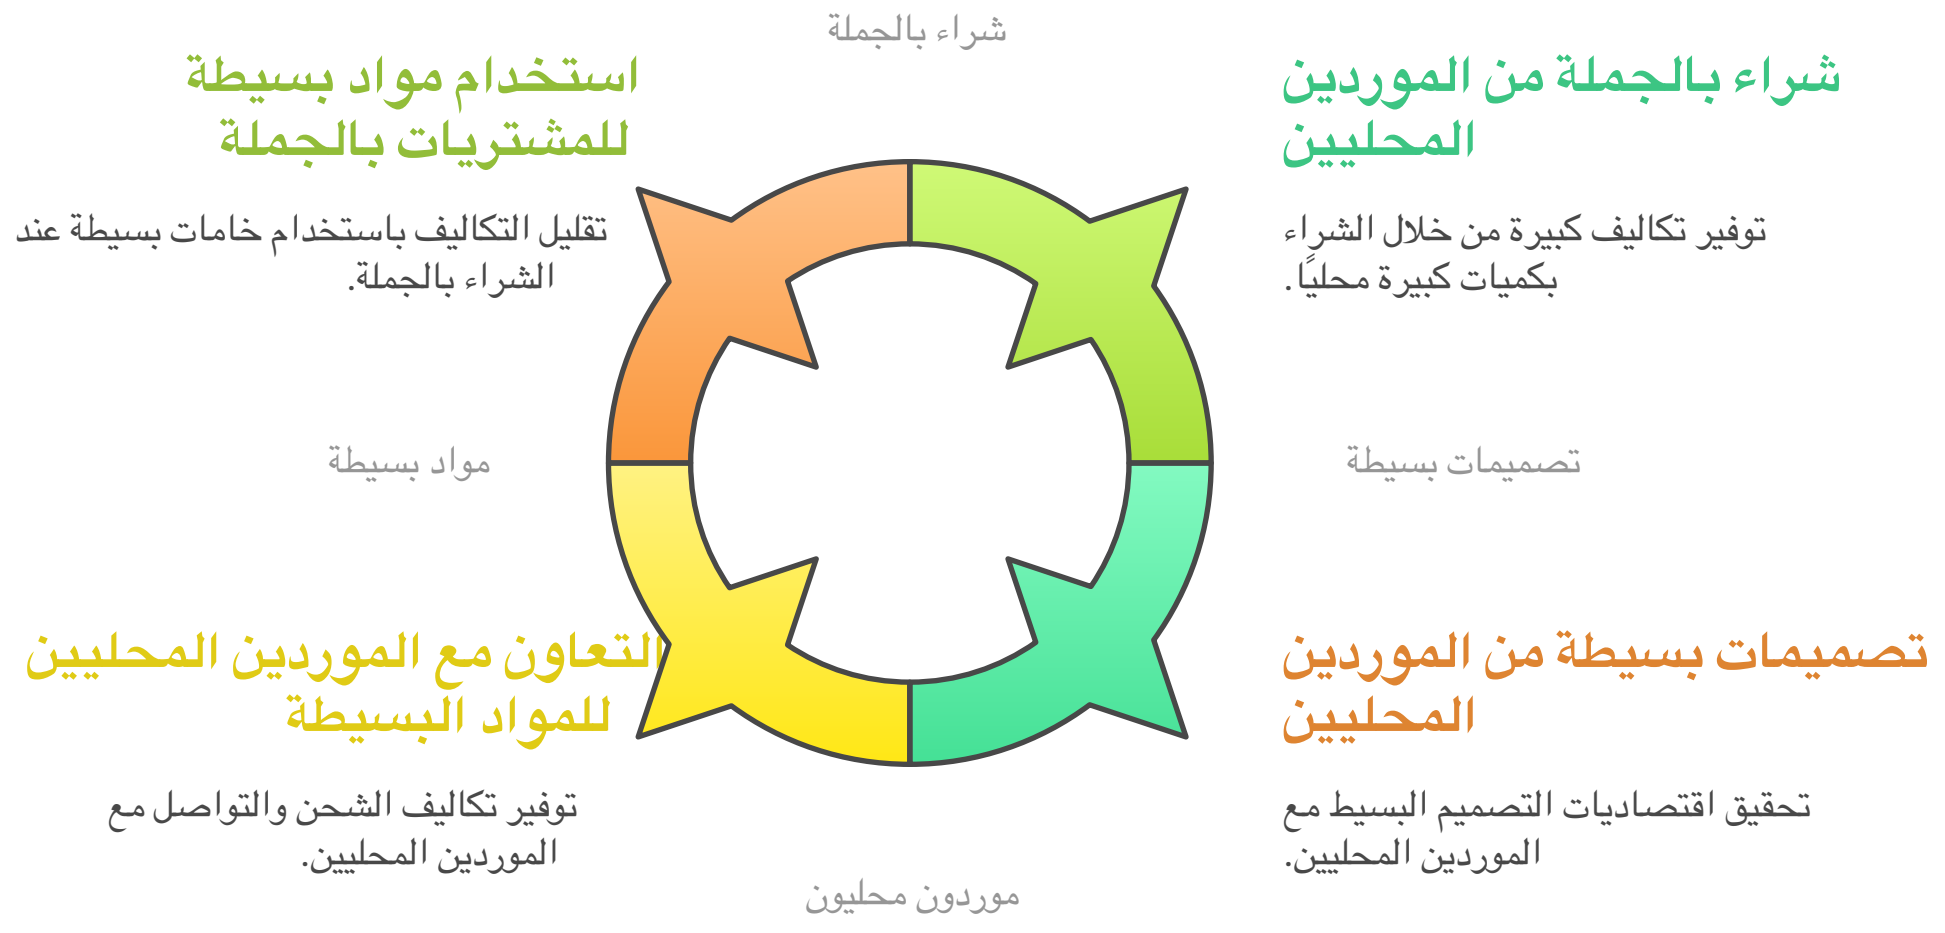 شراء بالجملة
شراء بالجملة من الموردين
المحليين
توفير تكاليف كبيرة من خلال الشراء
بكميات كبيرة محليًا.
استخدام مواد بسيطة
للمشتريات بالجملة
تقليل التكاليف باستخدام خامات بسيطة عند
الشراء بالجملة.
تصميمات بسيطة
مواد بسيطة
تصميمات بسيطة من الموردين
المحليين
تحقيق اقتصاديات التصميم البسيط مع
الموردين المحليين.
التعاون مع الموردين المحليين
للمواد البسيطة
توفير تكاليف الشحن والتواصل مع
الموردين المحليين.
موردون محليون